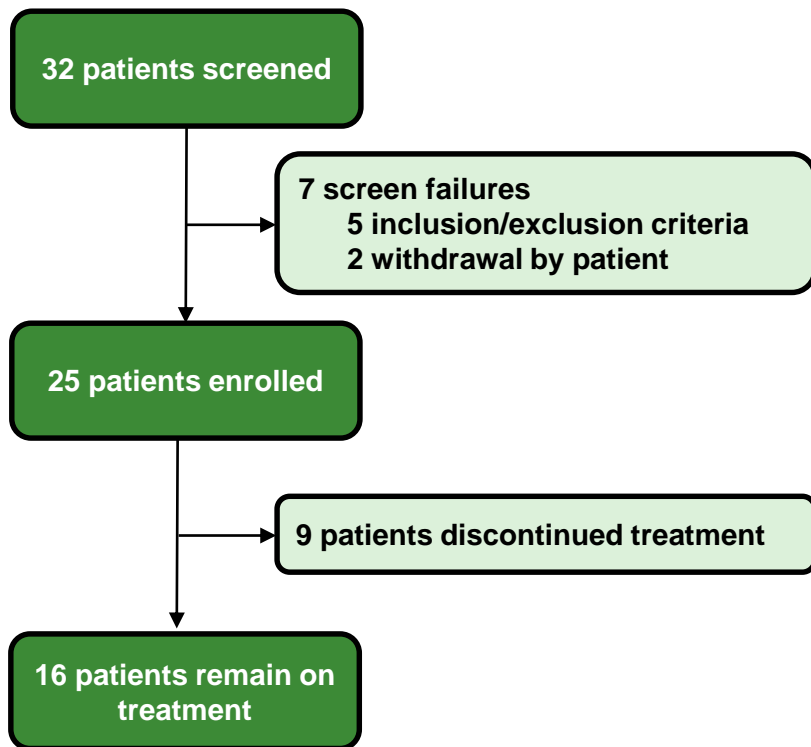 32 patients screened
7 screen failures
5 inclusion/exclusion criteria
2 withdrawal by patient
25 patients enrolled
9 patients discontinued treatment
16 patients remain on
treatment